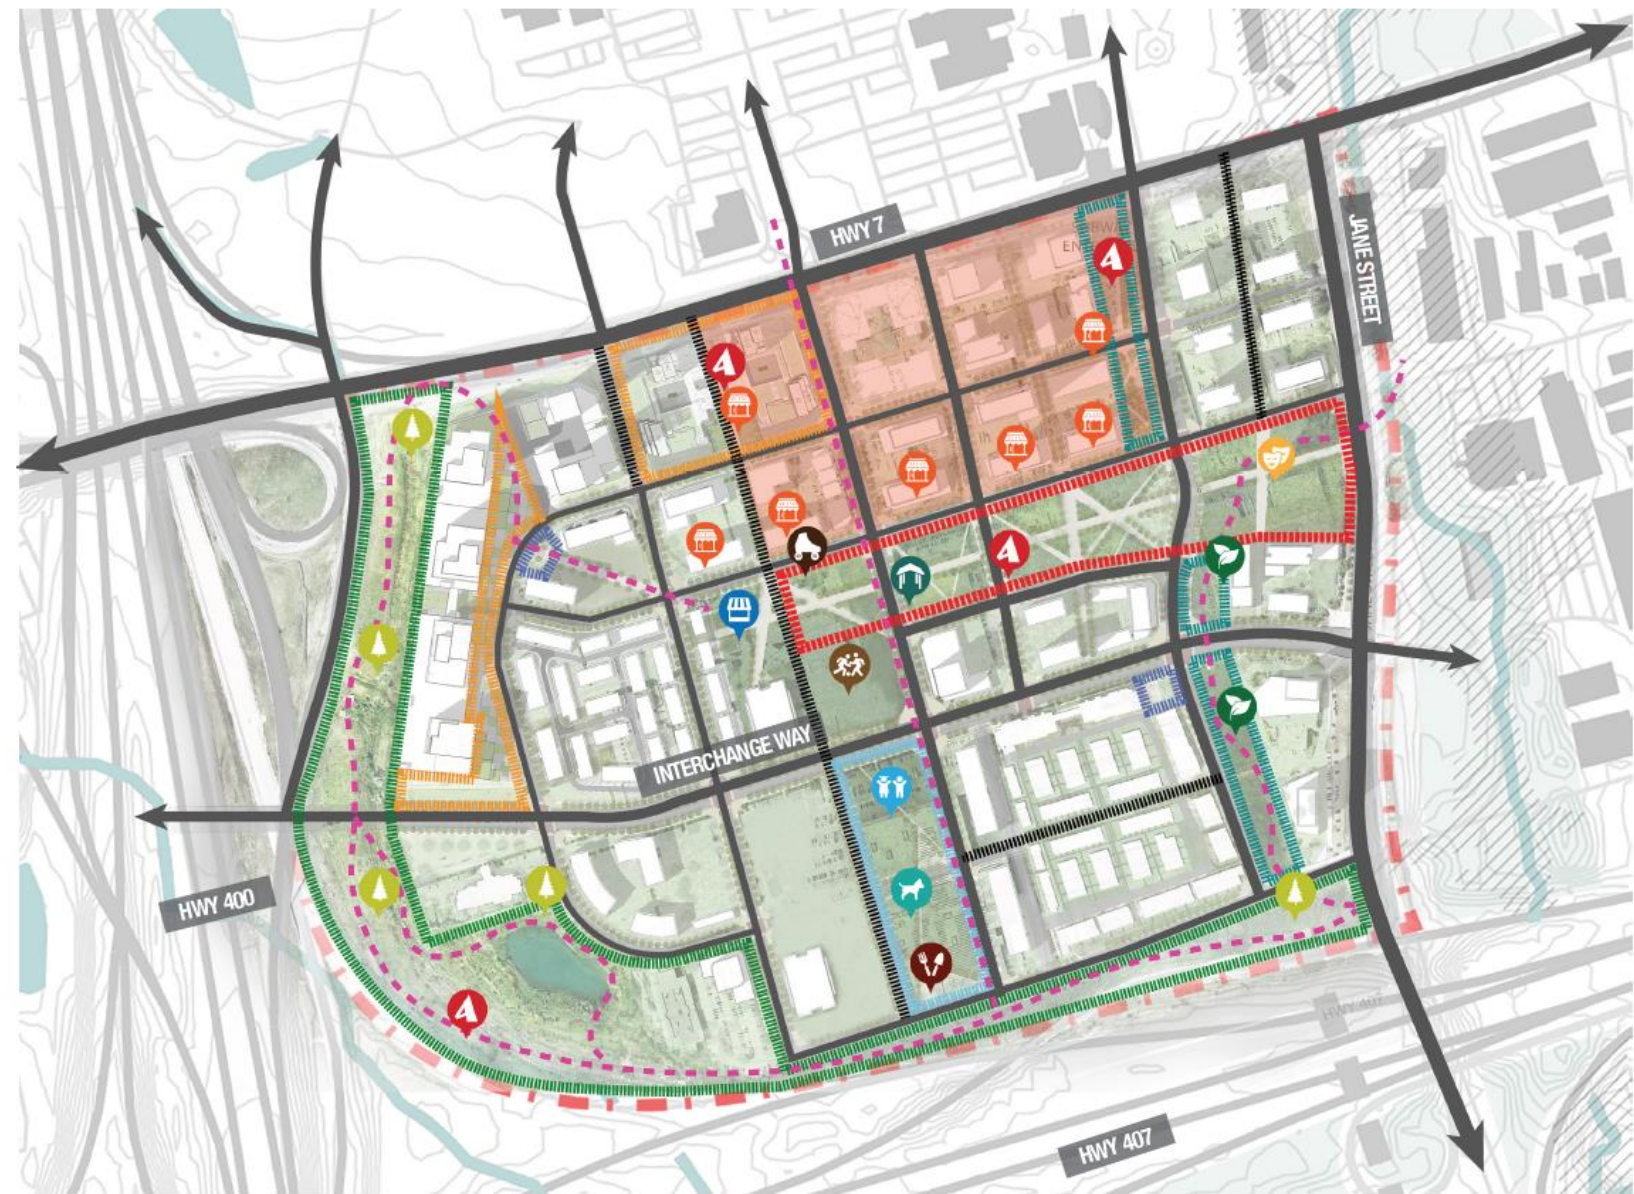 HWY 7
JANE STREET
INTERCHANGE WAY
HWY 400
HWY 407